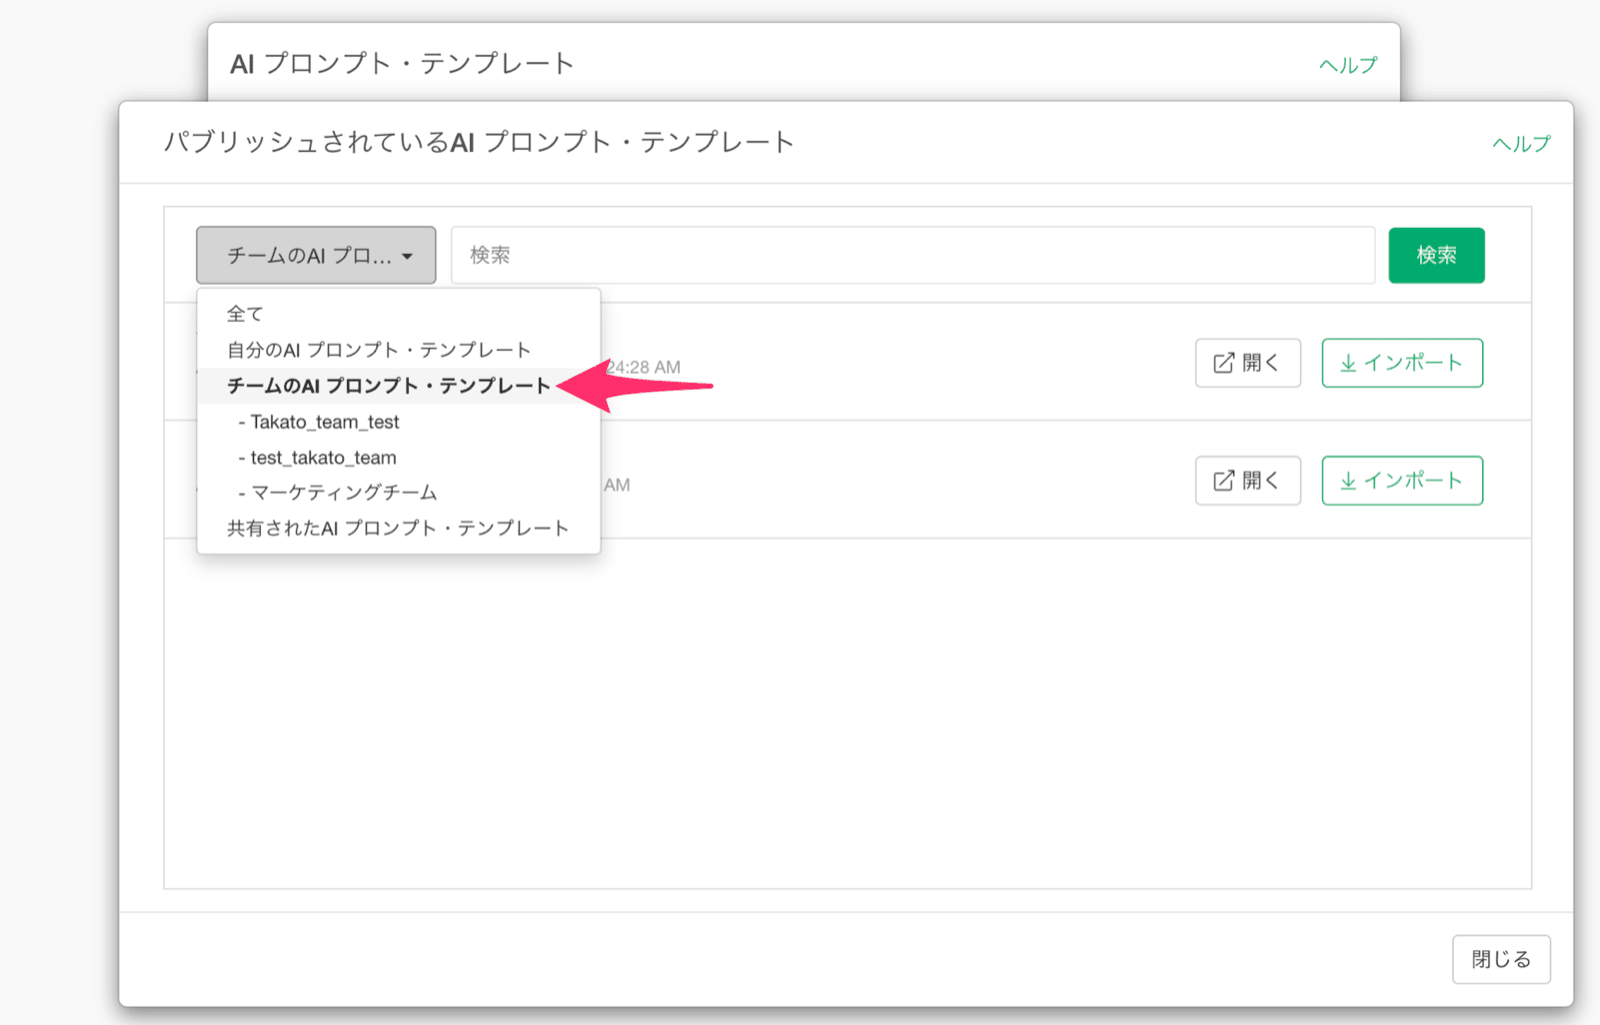 AI プロンプト・テンプレート
ヘルプ
パブリッシュされているAI プロンプト・テンプレート
ヘルプ
チームのAI プロ...
検索
検索
全て
自分のAI プロンプト・テンプレート
チームのAI プロンプト・テンプレート
- Takato_team_test
- test_takato_team
- マーケティングチーム
共有されたAI プロンプト・テンプレート
24:28 AM
開く
インポート
AM
開く
インポート
閉じる